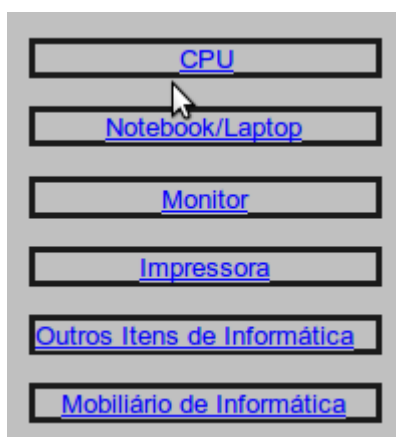 CPU
Notebook/Laptop
Monitor
Impressora
Outros Itens de Informática
Mobiliário de Informática